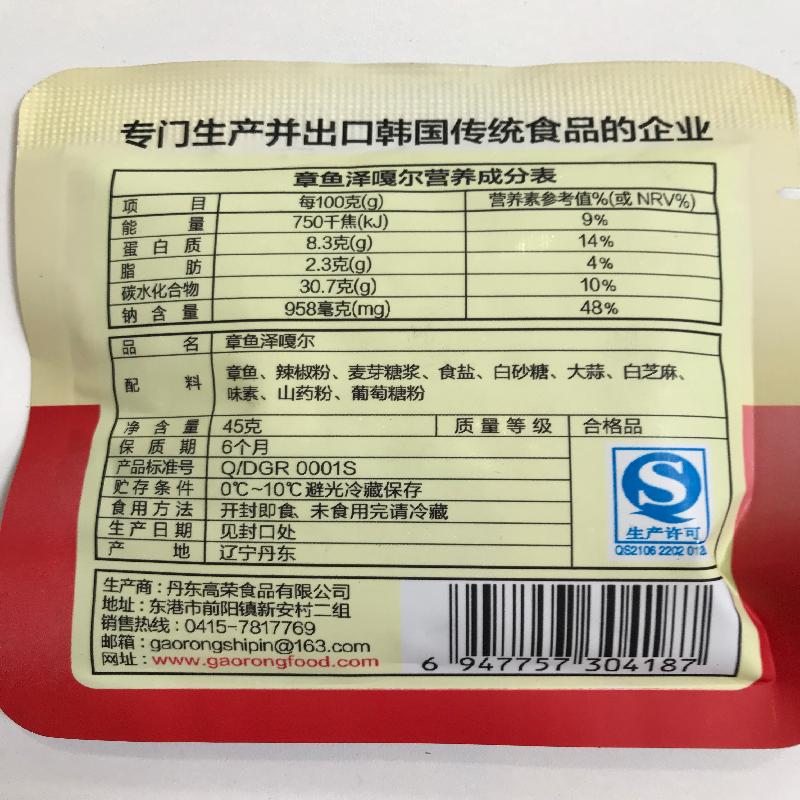 专门生产并出口韩国传统食品的企业
章鱼泽嘎尔营养成分表
项 目 每100克(g) 营养素参考值%(或 NRV%)
能 量 750千焦(kJ) 9%
蛋 白 质 8.3克(g) 14%
脂 肪 2.3克(g) 4%
碳水化合物 30.7克(g) 10%
钠 含 量 958毫克(mg) 48%
品 名 章鱼泽嘎尔
配 料 章鱼、辣椒粉、麦芽糖浆、食盐、白砂糖、大蒜、白芝麻、
味素、山药粉、葡萄糖粉
净 含 量 45克 质 量 等 级 合格品
保 质 期 6个月
产品标准号 Q/DGR 0001S
贮 存 条 件 0℃~10℃ 避光冷藏保存
食 用 方 法 开封即食, 未食用完请冷藏
生 产 日 期 见封口处
产 地 辽宁丹东
生产许可
QS2106 2202 012
生产商：丹东高荣食品有限公司
地址：东港市前阳镇新安村二组
销售热线：0415-7817769
邮箱：gaorongshipin@163.com
网址：www.gaorongfood.com
6 947757 304187